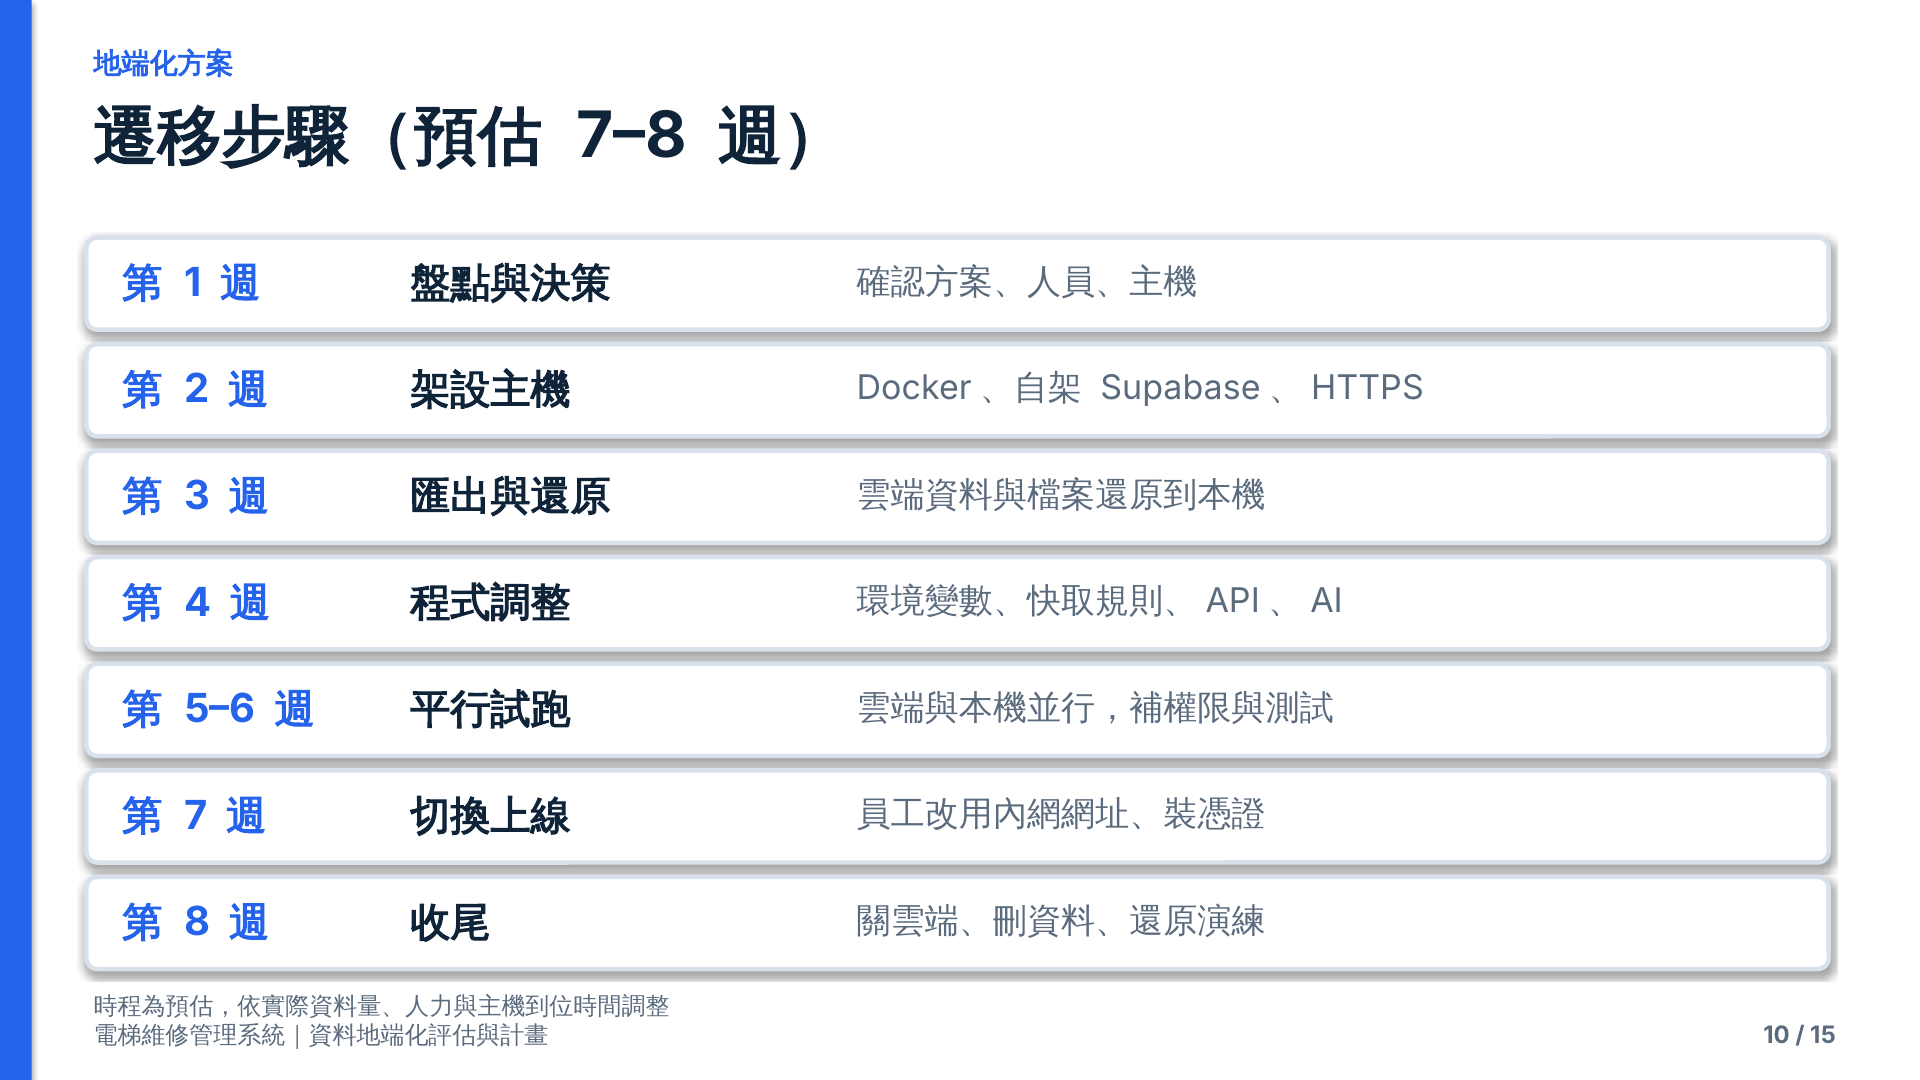 地端化方案
遷移步驟（預估 7–8 週）
第 1 週 盤點與決策 確認方案、人員、主機
第 2 週 架設主機 Docker、自架 Supabase、HTTPS
第 3 週 匯出與還原 雲端資料與檔案還原到本機
第 4 週 程式調整 環境變數、快取規則、API、AI
第 5–6 週 平行試跑 雲端與本機並行，補權限與測試
第 7 週 切換上線 員工改用內網網址、裝憑證
第 8 週 收尾 關雲端、刪資料、還原演練
時程為預估，依實際資料量、人力與主機到位時間調整
電梯維修管理系統｜資料地端化評估與計畫
10 / 15